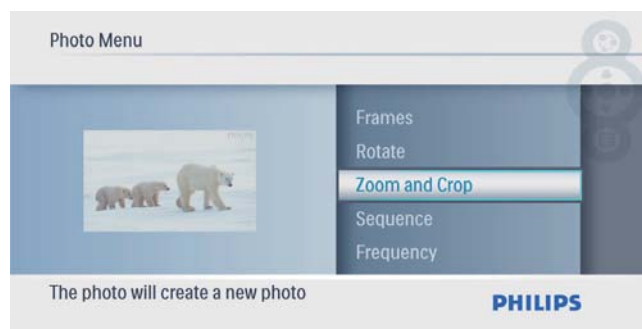 Photo Menu
Frames
Rotate
Zoom and Crop
Sequence
Frequency
The photo will create a new photo
PHILIPS